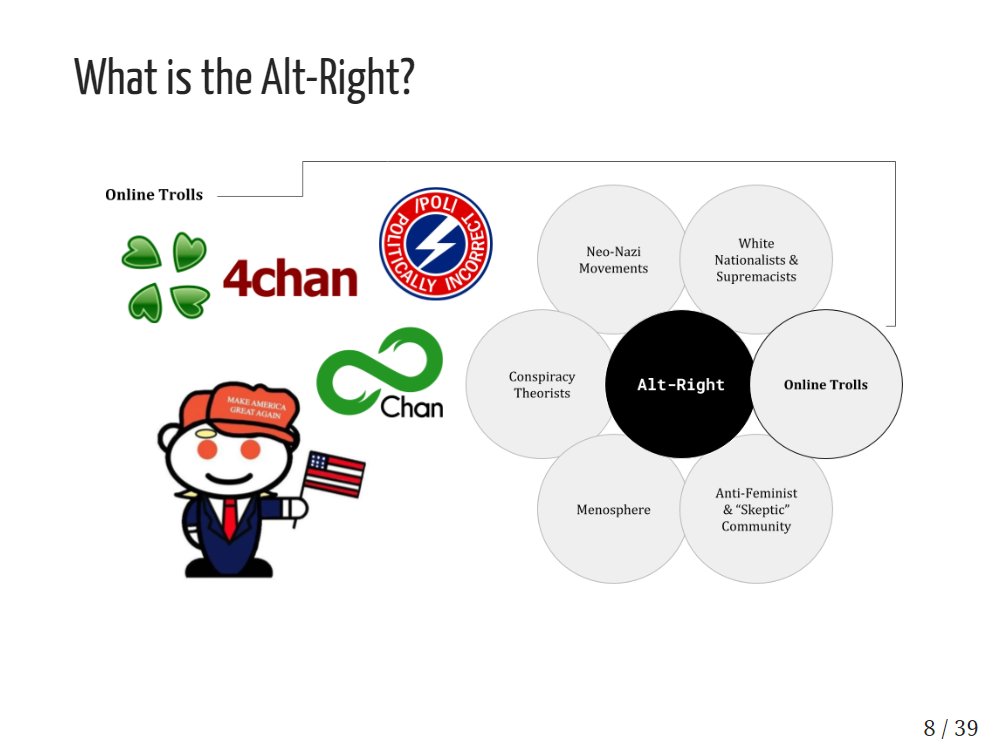 What is the Alt-Right?
Online Trolls
/POL/
POLITICALLY INCORRECT
4chan
Chan
MAKE AMERICA
GREAT AGAIN
Neo-Nazi
Movements
White
Nationalists &
Supremacists
Conspiracy
Theorists
Alt-Right
Online Trolls
Menosphere
Anti-Feminist
& “Skeptic”
Community
8 / 39